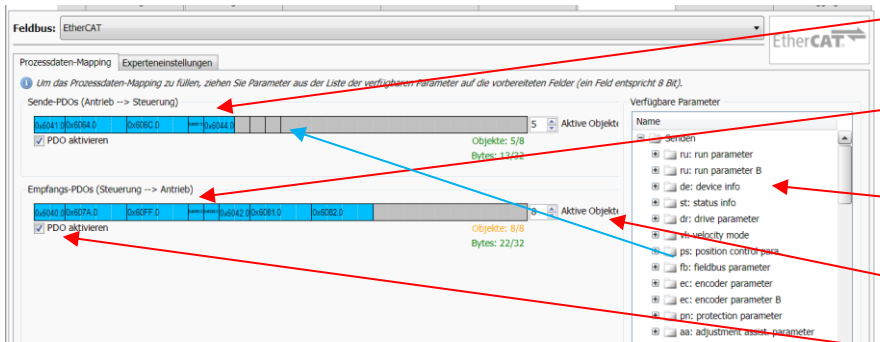 Feldbus: EtherCAT
EtherCAT
Prozessdaten-Mapping Experteneinstellungen
Um das Prozessdaten-Mapping zu füllen, ziehen Sie Parameter aus der Liste der verfügbaren Parameter auf die vorbereiteten Felder (ein Feld entspricht 8 Bit).
Sende-PDOs (Antrieb --> Steuerung)
0x6041.0 0x6064.0 0x606C.0 0x6044.0 5 Aktive Objekte
PDO aktivieren Objekte: 5/8
Bytes: 13/32
Empfangs-PDOs (Steuerung --> Antrieb)
0x6040.0 0x607A.0 0x60FF.0 0x6042.0 0x6081.0 0x6082.0 8 Aktive Objekte
PDO aktivieren Objekte: 8/8
Bytes: 22/32
Verfügbare Parameter
Name
Senden
ru: run parameter
ru: run parameter B
de: device info
st: status info
dr: drive parameter
vl: velocity mode
ps: position control para
fb: fieldbus parameter
ec: encoder parameter
ec: encoder parameter B
pn: protection parameter
aa: adjustment assist. parameter